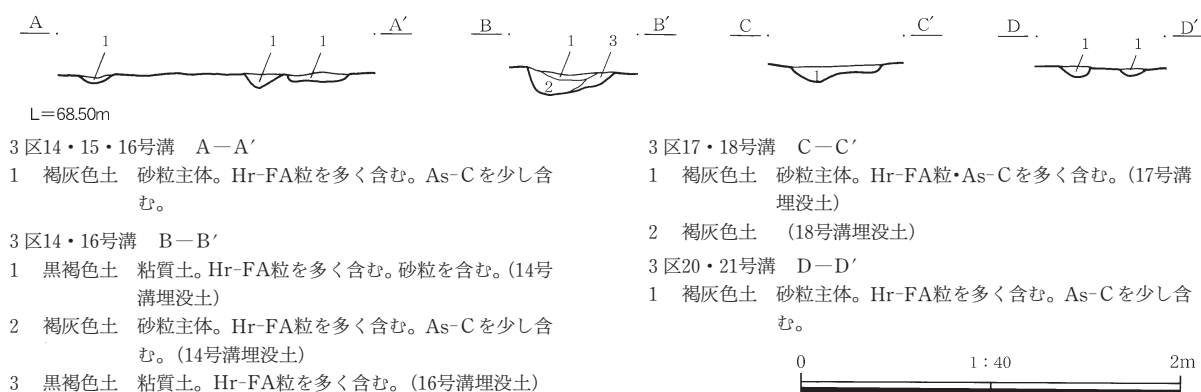 A A′ B B′ C C′ D D′
1 1 1 1 3 1 1
2 1
L=68.50m
3区14・15・16号溝 A−A′
1 褐灰色土 砂粒主体。Hr-FA粒を多く含む。As-Cを少し含
む。
3区14・16号溝 B−B′
1 黒褐色土 粘質土。Hr-FA粒を多く含む。砂粒を含む。(14号
溝埋没土)
2 褐灰色土 砂粒主体。Hr-FA粒を多く含む。As-Cを少し含
む。(14号溝埋没土)
3 黒褐色土 粘質土。Hr-FA粒を多く含む。(16号溝埋没土)
3区17・18号溝 C−C′
1 褐灰色土 砂粒主体。Hr-FA粒・As-Cを多く含む。(17号溝
埋没土)
2 褐灰色土 (18号溝埋没土)
3区20・21号溝 D−D′
1 褐灰色土 砂粒主体。Hr-FA粒を多く含む。As-Cを少し含
む。
0 1:40 2m